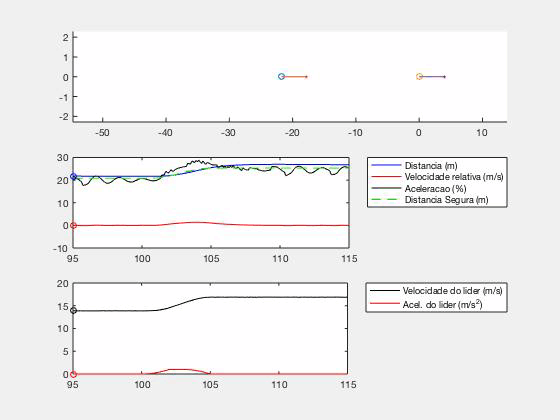 2
1
0
-1
-2
-50 -40 -30 -20 -10 0 10
30
20
10
0
-10
95 100 105 110 115
Distancia (m)
Velocidade relativa (m/s)
Aceleracao (%)
Distancia Segura (m)
20
15
10
5
0
95 100 105 110 115
Velocidade do lider (m/s)
Acel. do lider (m/s²)